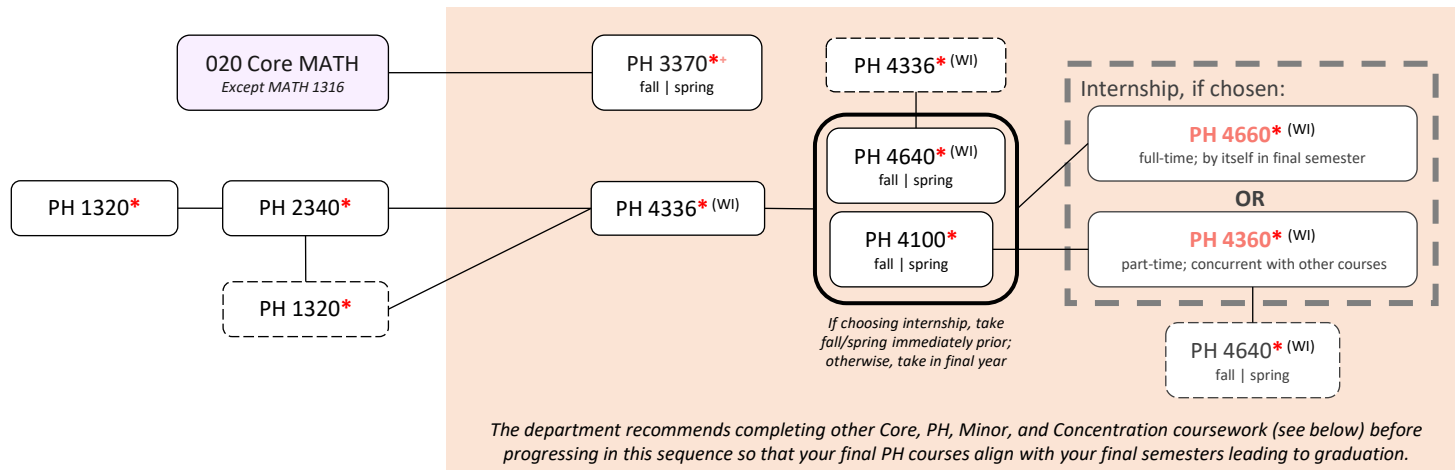 020 Core MATH
Except MATH 1316
PH 3370*+
fall | spring
PH 4336* (WI)
Internship, if chosen:
PH 4660* (WI)
full-time; by itself in final semester
PH 4640* (WI)
fall | spring
PH 1320*
PH 2340*
PH 4336* (WI)
OR
PH 4100*
fall | spring
PH 4360* (WI)
part-time; concurrent with other courses
PH 1320*
If choosing internship, take
fall/spring immediately prior;
otherwise, take in final year
PH 4640* (WI)
fall | spring
The department recommends completing other Core, PH, Minor, and Concentration coursework (see below) before
progressing in this sequence so that your final PH courses align with your final semesters leading to graduation.